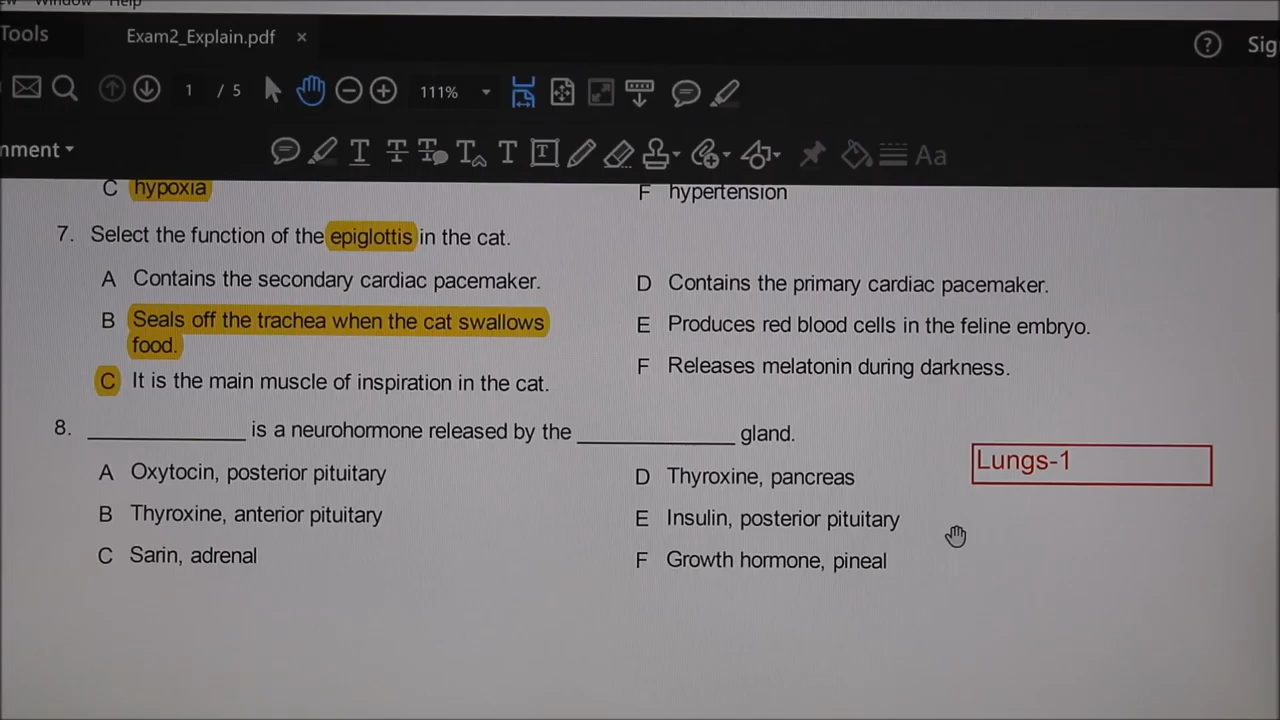 Window Help
Tools
Exam2_Explain.pdf ×
? Sig
1 / 5 111%
nment
Aa
C hypoxia
F hypertension
7. Select the function of the epiglottis in the cat.
A Contains the secondary cardiac pacemaker.
B Seals off the trachea when the cat swallows
food.
C It is the main muscle of inspiration in the cat.
D Contains the primary cardiac pacemaker.
E Produces red blood cells in the feline embryo.
F Releases melatonin during darkness.
8. ______________ is a neurohormone released by the ______________ gland.
A Oxytocin, posterior pituitary
B Thyroxine, anterior pituitary
C Sarin, adrenal
D Thyroxine, pancreas
E Insulin, posterior pituitary
F Growth hormone, pineal
Lungs-1